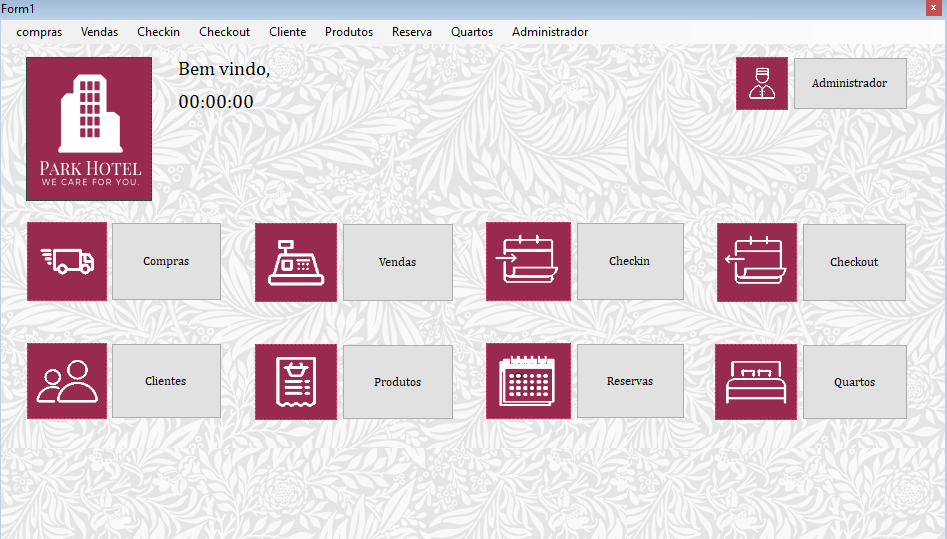 Form1
x
compras Vendas Checkin Checkout Cliente Produtos Reserva Quartos Administrador
Bem vindo,
00:00:00
PARK HOTEL
WE CARE FOR YOU.
Administrador
Compras
Vendas
Checkin
Checkout
Clientes
Produtos
Reservas
Quartos